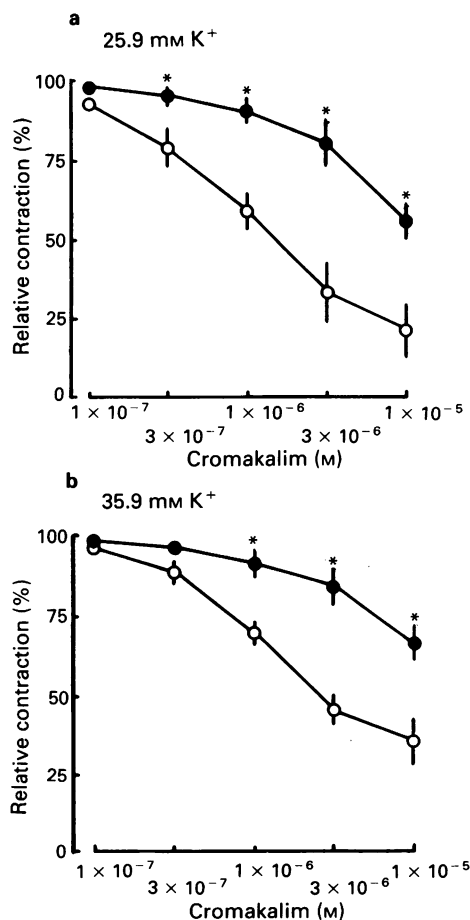 a
25.9 mM K⁺
Relative contraction (%)
100
75
50
25
0
*
*
*
*
1 × 10⁻⁷
3 × 10⁻⁷
1 × 10⁻⁶
3 × 10⁻⁶
1 × 10⁻⁵
Cromakalim (M)
b
35.9 mM K⁺
Relative contraction (%)
100
75
50
25
0
*
*
*
1 × 10⁻⁷
3 × 10⁻⁷
1 × 10⁻⁶
3 × 10⁻⁶
1 × 10⁻⁵
Cromakalim (M)